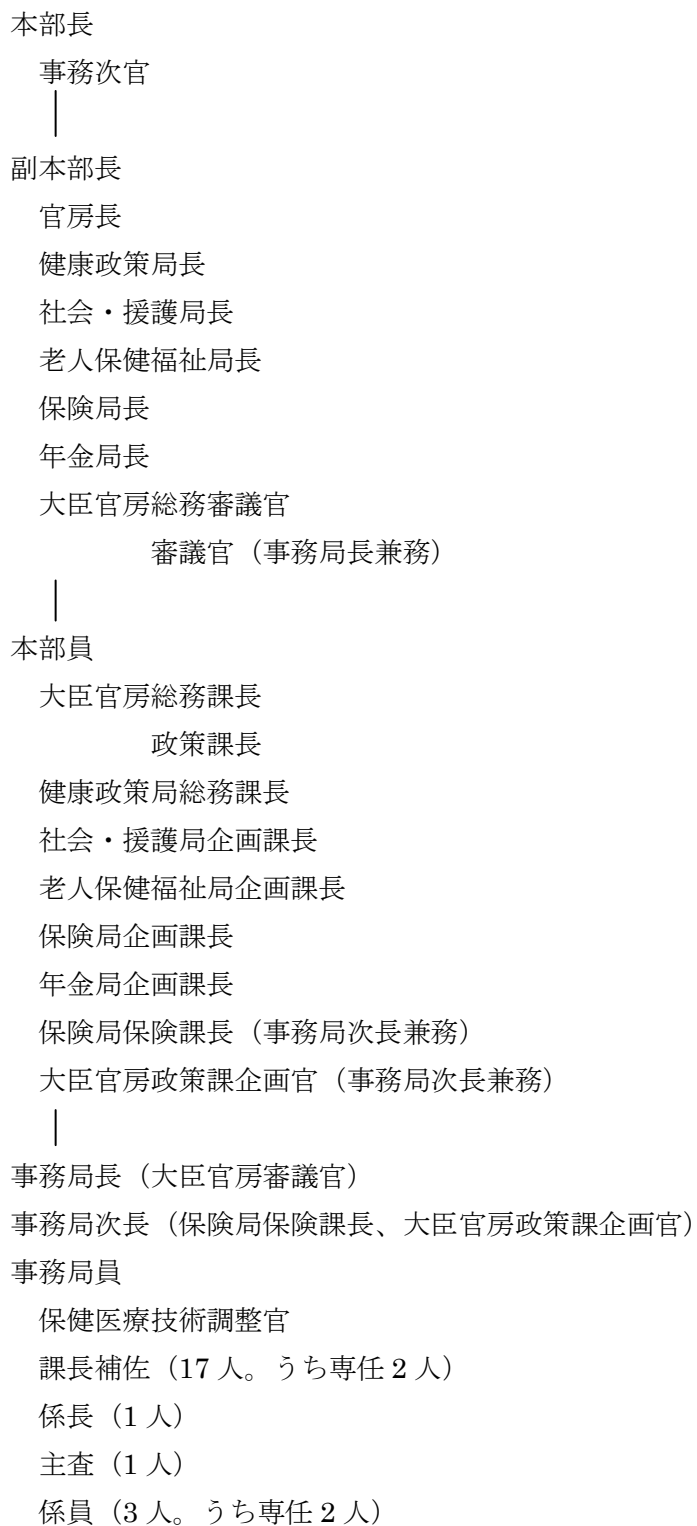 本部長
事務次官
副本部長
官房長
健康政策局長
社会・援護局長
老人保健福祉局長
保険局長
年金局長
大臣官房総務審議官
審議官（事務局長兼務）
本部員
大臣官房総務課長
政策課長
健康政策局総務課長
社会・援護局企画課長
老人保健福祉局企画課長
保険局企画課長
年金局企画課長
保険局保険課長（事務局次長兼務）
大臣官房政策課企画官（事務局次長兼務）
事務局長（大臣官房審議官）
事務局次長（保険局保険課長、大臣官房政策課企画官）
事務局員
保健医療技術調整官
課長補佐（17 人。うち専任 2 人）
係長（1 人）
主査（1 人）
係員（3 人。うち専任 2 人）